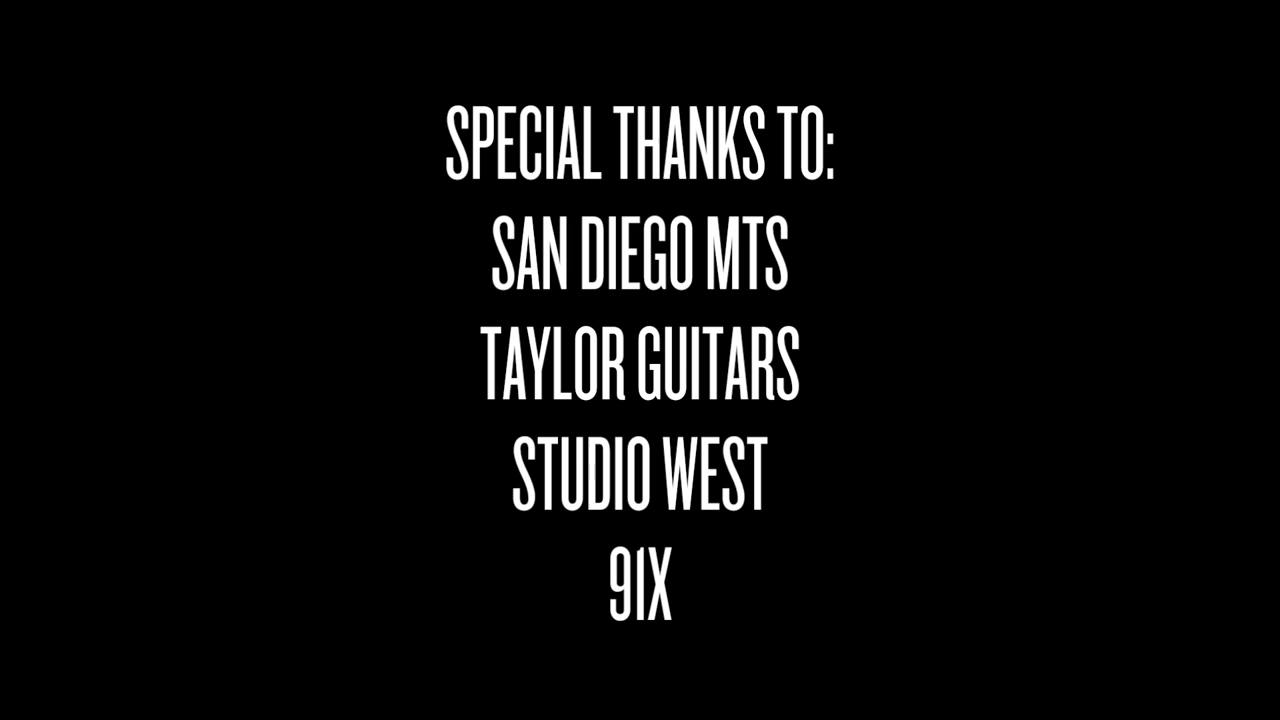 SPECIAL THANKS TO:
SAN DIEGO MTS
TAYLOR GUITARS
STUDIO WEST
91X